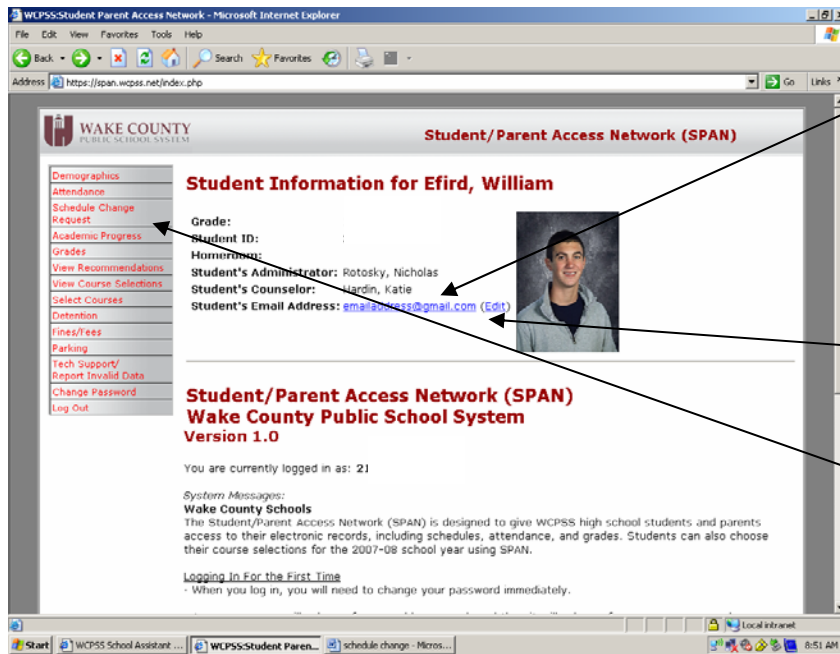 WCPSS:Student Parent Access Network - Microsoft Internet Explorer
File Edit View Favorites Tools Help
Back Search Favorites
Address https://span.wcpss.net/index.php Go Links
WAKE COUNTY
PUBLIC SCHOOL SYSTEM
Student/Parent Access Network (SPAN)
Demographics
Attendance
Schedule Change
Request
Academic Progress
Grades
View Recommendations
View Course Selections
Select Courses
Detention
Fines/Fees
Parking
Tech Support/
Report Invalid Data
Change Password
Log Out
Student Information for Efird, William
Grade:
Student ID:
Homeroom:
Student's Administrator: Rotosky, Nicholas
Student's Counselor: Hardin, Katie
Student's Email Address: emailaddress@gmail.com (Edit)
Student/Parent Access Network (SPAN)
Wake County Public School System
Version 1.0
You are currently logged in as: 21
System Messages:
Wake County Schools
The Student/Parent Access Network (SPAN) is designed to give WCPSS high school students and parents
access to their electronic records, including schedules, attendance, and grades. Students can also choose
their course selections for the 2007-08 school year using SPAN.
Logging In For the First Time
- When you log in, you will need to change your password immediately.
Local intranet
Start WCPSS School Assistant ... WCPSS:Student Paren... schedule change - Micros... 8:51 AM